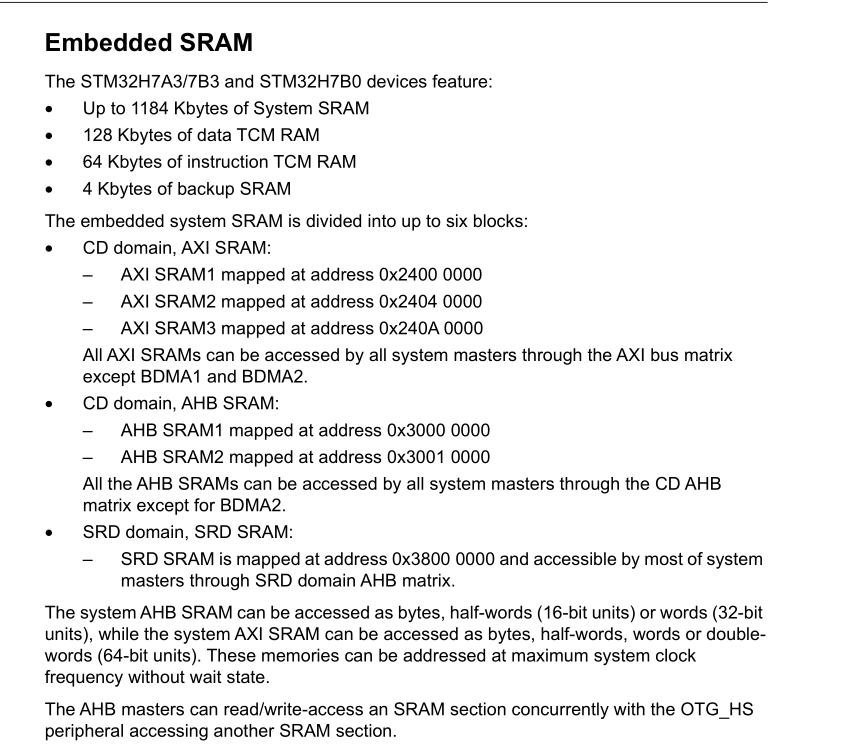 Embedded SRAM
The STM32H7A3/7B3 and STM32H7B0 devices feature:
• Up to 1184 Kbytes of System SRAM
• 128 Kbytes of data TCM RAM
• 64 Kbytes of instruction TCM RAM
• 4 Kbytes of backup SRAM
The embedded system SRAM is divided into up to six blocks:
• CD domain, AXI SRAM:
– AXI SRAM1 mapped at address 0x2400 0000
– AXI SRAM2 mapped at address 0x2404 0000
– AXI SRAM3 mapped at address 0x240A 0000
All AXI SRAMs can be accessed by all system masters through the AXI bus matrix
except BDMA1 and BDMA2.
• CD domain, AHB SRAM:
– AHB SRAM1 mapped at address 0x3000 0000
– AHB SRAM2 mapped at address 0x3001 0000
All the AHB SRAMs can be accessed by all system masters through the CD AHB
matrix except for BDMA2.
• SRD domain, SRD SRAM:
– SRD SRAM is mapped at address 0x3800 0000 and accessible by most of system
masters through SRD domain AHB matrix.
The system AHB SRAM can be accessed as bytes, half-words (16-bit units) or words (32-bit
units), while the system AXI SRAM can be accessed as bytes, half-words, words or double-
words (64-bit units). These memories can be addressed at maximum system clock
frequency without wait state.
The AHB masters can read/write-access an SRAM section concurrently with the OTG_HS
peripheral accessing another SRAM section.